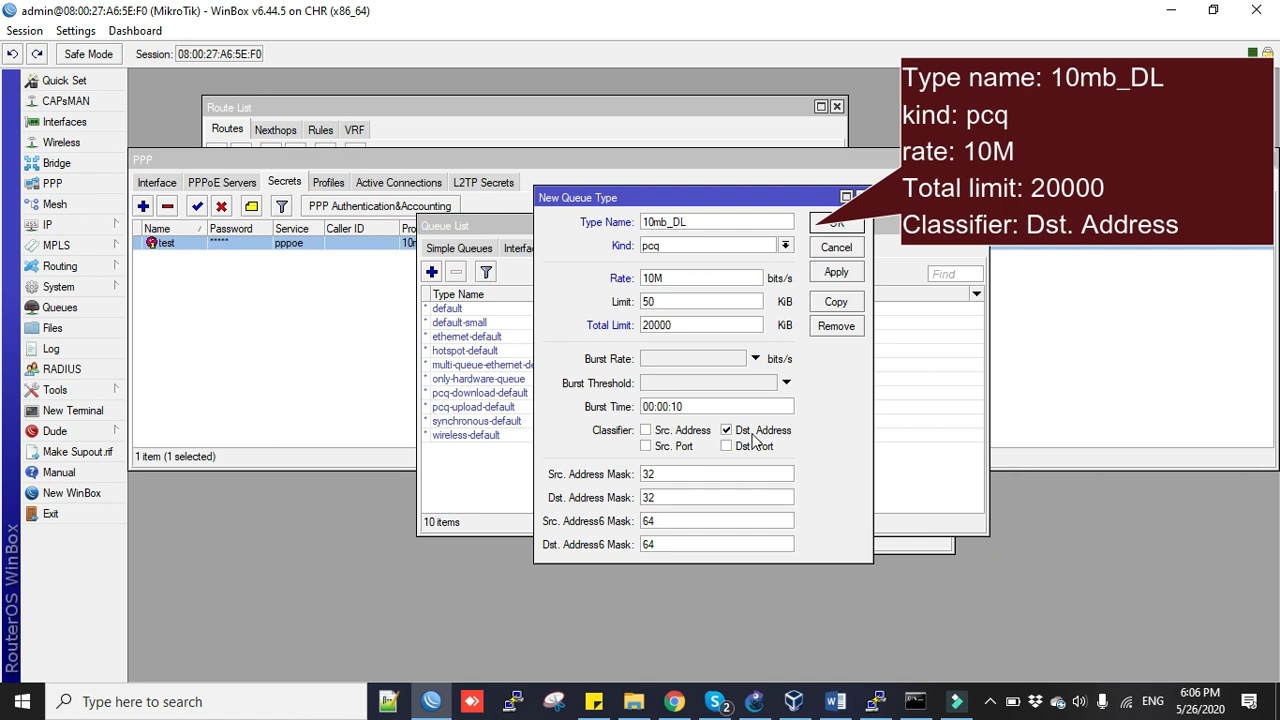 admin@08:00:27:A6:5E:F0 (MikroTik) - WinBox v6.44.5 on CHR (x86_64)
Session Settings Dashboard
Safe Mode Session: 08:00:27:A6:5E:F0
Quick Set
CAPsMAN
Interfaces
Wireless
Bridge
PPP
Mesh
IP
MPLS
Routing
System
Queues
Files
Log
RADIUS
Tools
New Terminal
Dude
Make Supout.rif
Manual
New WinBox
Exit
RouterOS WinBox
Route List
Routes Nexthops Rules VRF
PPP
Interface PPPoE Servers Secrets Profiles Active Connections L2TP Secrets
PPP Authentication&Accounting
Name Password Service Caller ID
test ***** pppoe
1 item (1 selected)
Queue List
Simple Queues
Find
Type Name
* default
* default-small
* ethernet-default
* hotspot-default
* only-hardware-queue
* pcq-download-default
* pcq-upload-default
* synchronous-default
* wireless-default
10 items
New Queue Type
Type Name: 10mb_DL
Kind: pcq
Rate: 10M bits/s
Limit: 50 KiB
Total Limit: 20000 KiB
Burst Rate: bits/s
Burst Threshold:
Burst Time: 00:00:10
Classifier: Src. Address Dst. Address
Src. Port Dst. Port
Src. Address Mask: 32
Dst. Address Mask: 32
Src. Address6 Mask: 64
Dst. Address6 Mask: 64
OK
Cancel
Apply
Copy
Remove
Type name: 10mb_DL
kind: pcq
rate: 10M
Total limit: 20000
Classifier: Dst. Address
Type here to search
2
ENG
6:06 PM
5/26/2020